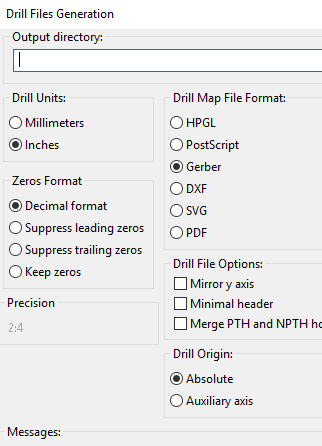 Drill Files Generation
Output directory:
Drill Units:
Millimeters
Inches
Zeros Format
Decimal format
Suppress leading zeros
Suppress trailing zeros
Keep zeros
Precision
2:4
Drill Map File Format:
HPGL
PostScript
Gerber
DXF
SVG
PDF
Drill File Options:
Mirror y axis
Minimal header
Merge PTH and NPTH
Drill Origin:
Absolute
Auxiliary axis
Messages: